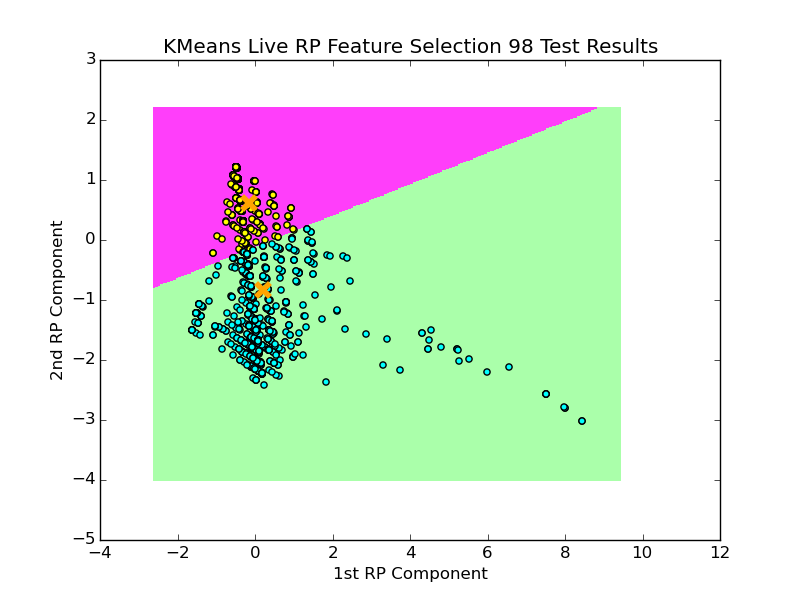 KMeans Live RP Feature Selection 98 Test Results
3
2
1
0
−1
−2
−3
−4
−5
2nd RP Component
−4 −2 0 2 4 6 8 10 12
1st RP Component